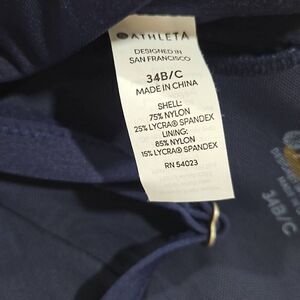 ATHLETA
DESIGNED IN
SAN FRANCISCO
34B/C
MADE IN CHINA
SHELL:
75% NYLON
25% LYCRA® SPANDEX
LINING:
85% NYLON
15% LYCRA® SPANDEX
RN 54023
34B/C